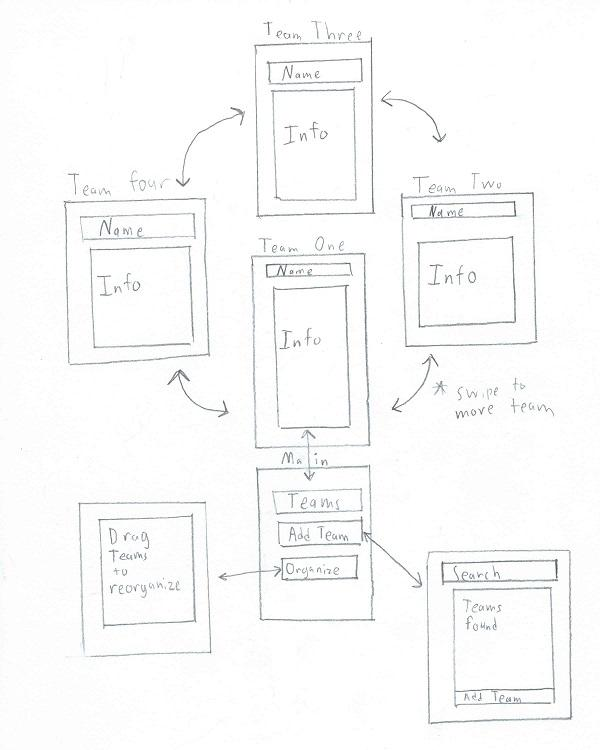 Team Three
Name
Info
Team four
Name
Info
Team Two
Name
Info
Team One
Name
Info
* swipe to
more team
Main
Teams
Add Team
Organize
Drag
Teams
to
reorganize
Search
Teams
found
Add Team